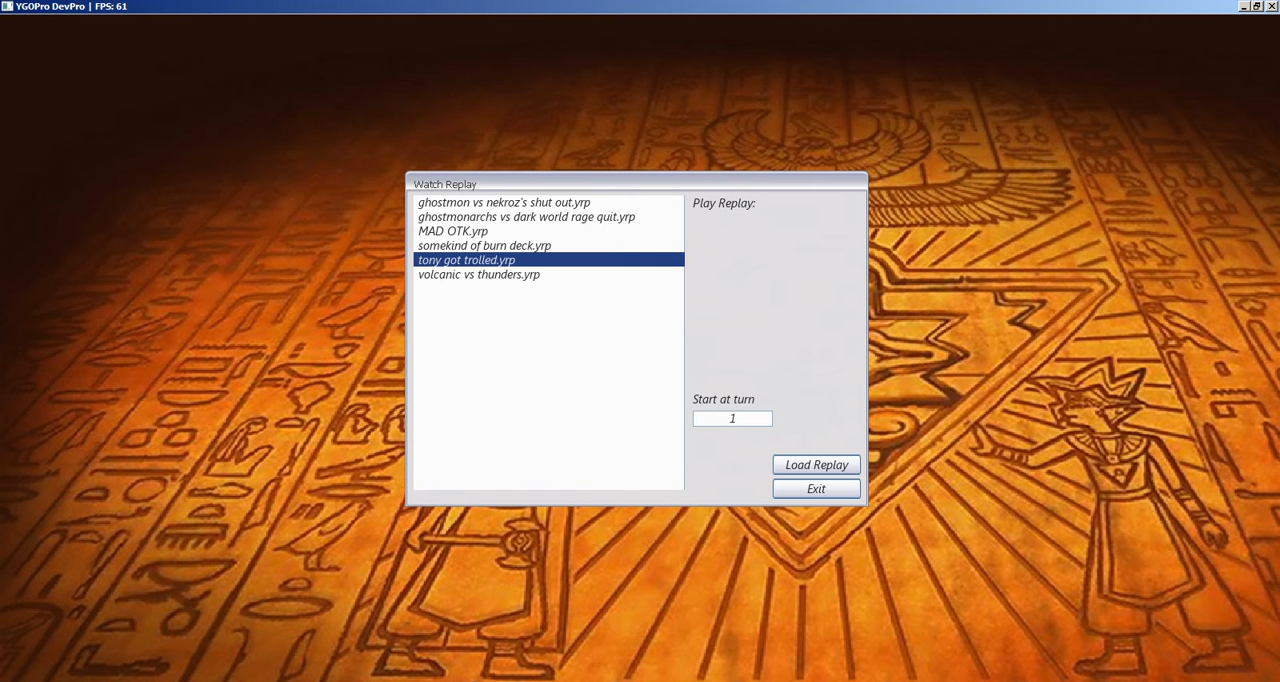 YGOPro DevPro | FPS: 61
Watch Replay
ghostmon vs nekroz's shut out.yrp
ghostmonarchs vs dark world rage quit.yrp
MAD OTK.yrp
somekind of burn deck.yrp
tony got trolled.yrp
volcanic vs thunders.yrp
Play Replay:
Start at turn
1
Load Replay
Exit